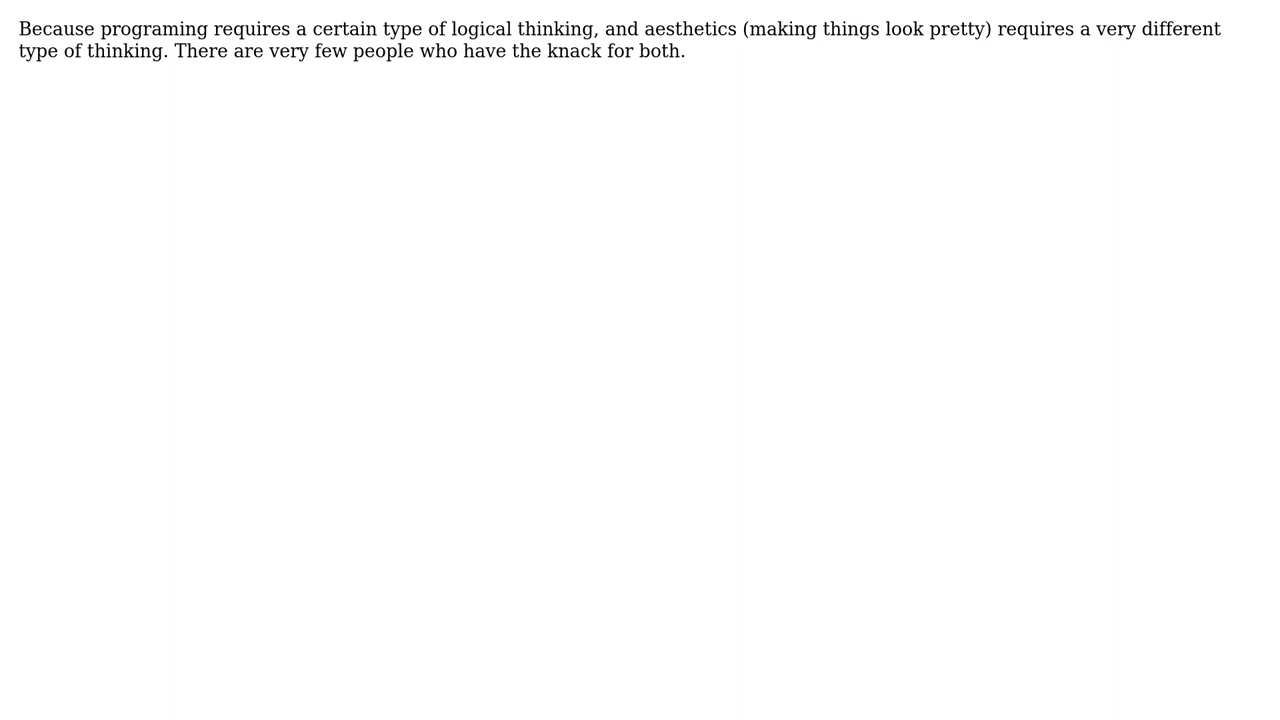 Because programing requires a certain type of logical thinking, and aesthetics (making things look pretty) requires a very different
type of thinking. There are very few people who have the knack for both.